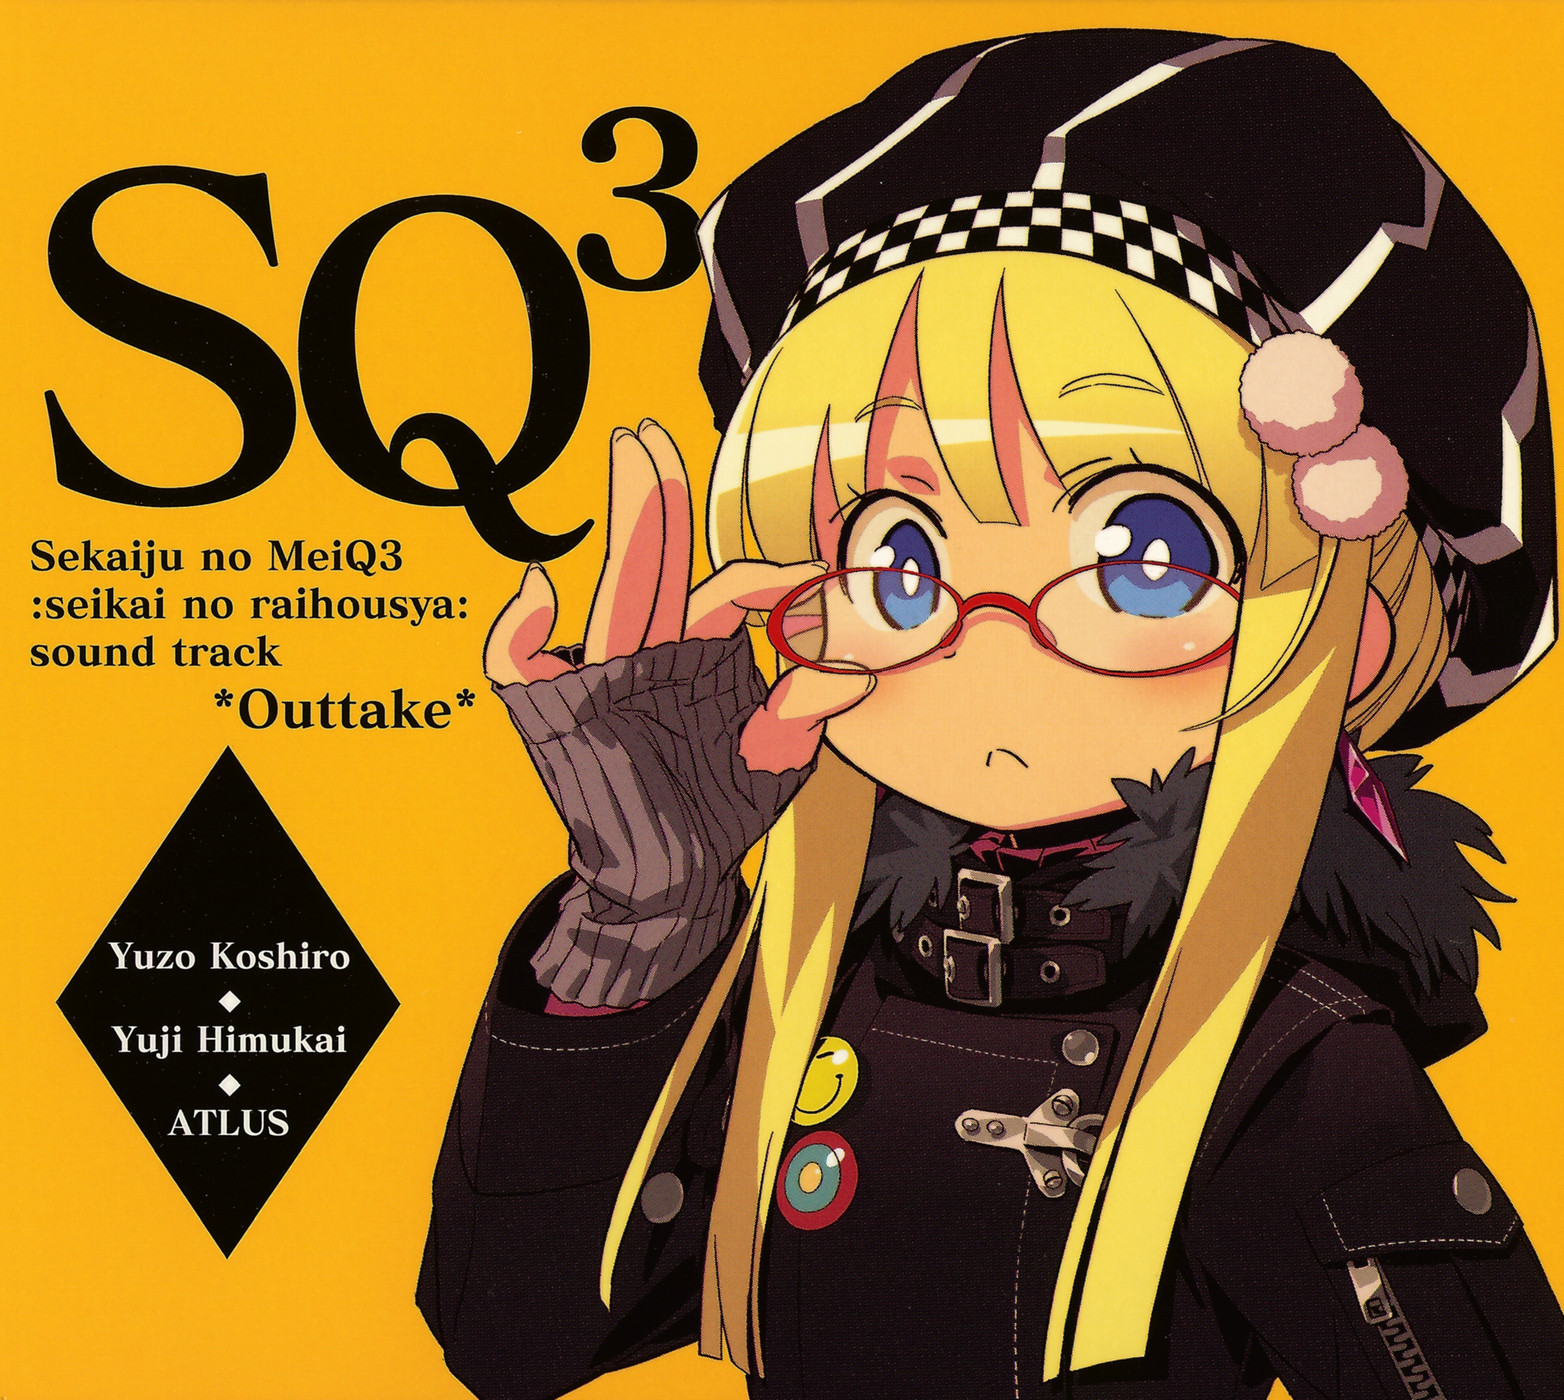 SQ3
Sekaiju no MeiQ3
:seikai no raihousya:
sound track
*Outtake*
Yuzo Koshiro
◆
Yuji Himukai
◆
ATLUS